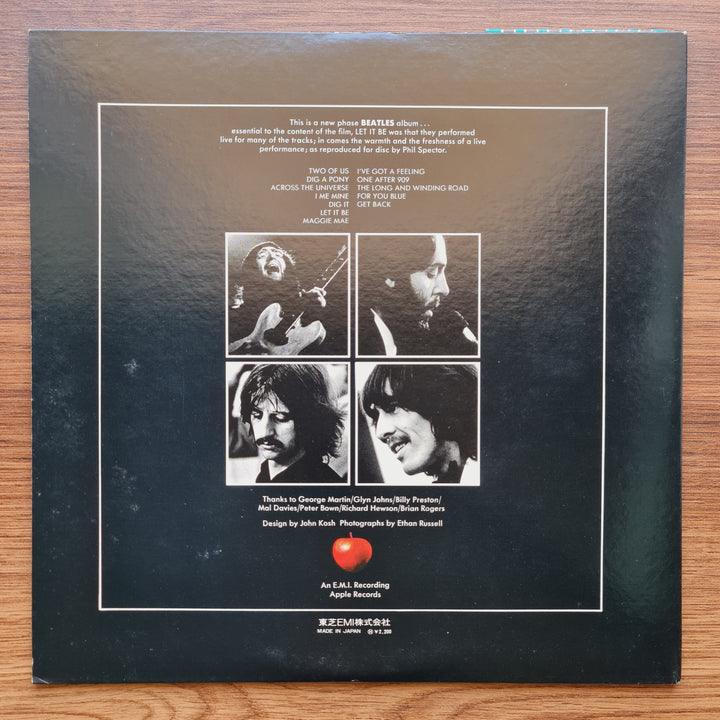 This is a new phase BEATLES album . . .
essential to the content of the film, LET IT BE was that they performed
live for many of the tracks; in comes the warmth and the freshness of a live
performance; as reproduced for disc by Phil Spector.
TWO OF US
DIG A PONY
ACROSS THE UNIVERSE
I ME MINE
DIG IT
LET IT BE
MAGGIE MAE
I'VE GOT A FEELING
ONE AFTER 909
THE LONG AND WINDING ROAD
FOR YOU BLUE
GET BACK
Thanks to George Martin/Glyn Johns/Billy Preston/
Mal Davies/Peter Bown/Richard Hewson/Brian Rogers
Design by John Kosh Photographs by Ethan Russell
An E.M.I. Recording
Apple Records
東芝EMI株式会社
MADE IN JAPAN Ⓗ ¥2,200